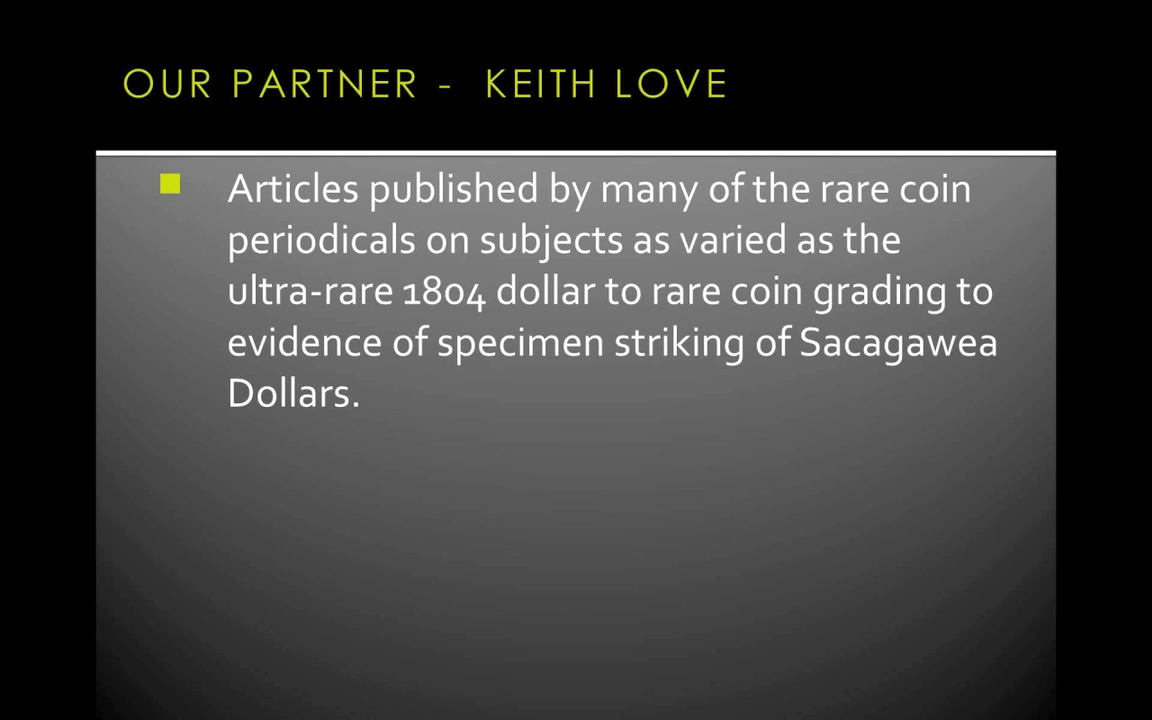 OUR PARTNER - KEITH LOVE
Articles published by many of the rare coin
periodicals on subjects as varied as the
ultra-rare 1804 dollar to rare coin grading to
evidence of specimen striking of Sacagawea
Dollars.